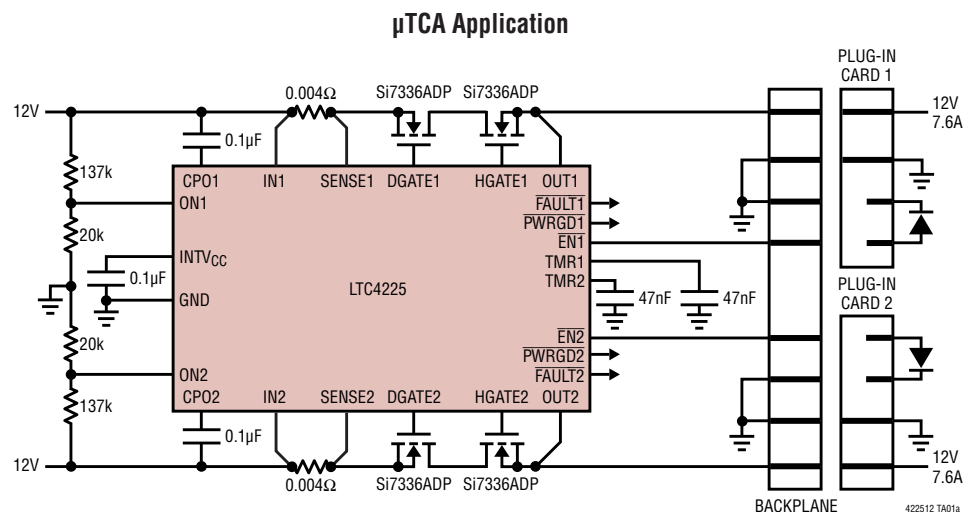 µTCA Application
PLUG-IN
CARD 1
0.004Ω
Si7336ADP
Si7336ADP
12V
12V
7.6A
0.1µF
137k
CPO1
IN1
SENSE1
DGATE1
HGATE1
OUT1
ON1
FAULT1
PWRGD1
20k
EN1
INTVCC
TMR1
0.1µF
TMR2
LTC4225
GND
47nF
47nF
PLUG-IN
CARD 2
20k
EN2
PWRGD2
ON2
FAULT2
CPO2
IN2
SENSE2
DGATE2
HGATE2
OUT2
137k
0.1µF
12V
12V
7.6A
0.004Ω
Si7336ADP
Si7336ADP
BACKPLANE
422512 TA01a